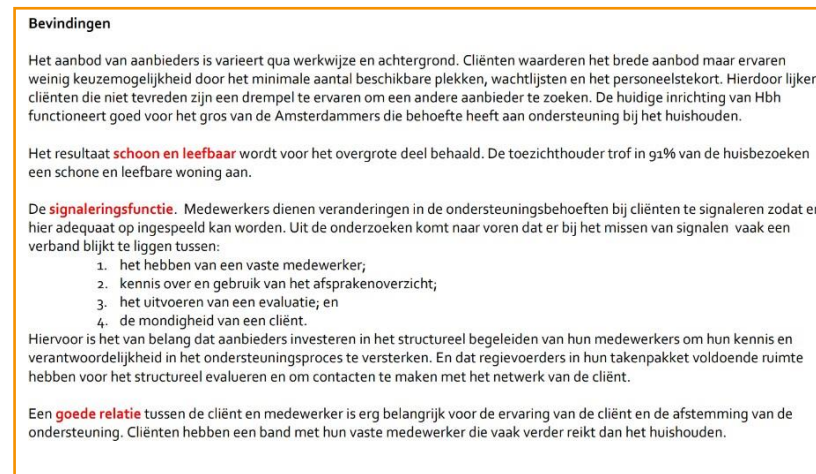 Bevindingen
Het aanbod van aanbieders is varieert qua werkwijze en achtergrond. Cliënten waarderen het brede aanbod maar ervaren
weinig keuzemogelijkheid door het minimale aantal beschikbare plekken, wachtlijsten en het personeelstekort. Hierdoor lijken
cliënten die niet tevreden zijn een drempel te ervaren om een andere aanbieder te zoeken. De huidige inrichting van Hbh
functioneert goed voor het gros van de Amsterdammers die behoefte heeft aan ondersteuning bij het huishouden.
Het resultaat schoon en leefbaar wordt voor het overgrote deel behaald. De toezichthouder trof in 91% van de huisbezoeken
een schone en leefbare woning aan.
De signaleringsfunctie. Medewerkers dienen veranderingen in de ondersteuningsbehoeften bij cliënten te signaleren zodat er
hier adequaat op ingespeeld kan worden. Uit de onderzoeken komt naar voren dat er bij het missen van signalen vaak een
verband blijkt te liggen tussen:
1. het hebben van een vaste medewerker;
2. kennis over en gebruik van het afsprakenoverzicht;
3. het uitvoeren van een evaluatie; en
4. de mondigheid van een cliënt.
Hiervoor is het van belang dat aanbieders investeren in het structureel begeleiden van hun medewerkers om hun kennis en
verantwoordelijkheid in het ondersteuningsproces te versterken. En dat regievoerders in hun takenpakket voldoende ruimte
hebben voor het structureel evalueren en om contacten te maken met het netwerk van de cliënt.
Een goede relatie tussen de cliënt en medewerker is erg belangrijk voor de ervaring van de cliënt en de afstemming van de
ondersteuning. Cliënten hebben een band met hun vaste medewerker die vaak verder reikt dan het huishouden.